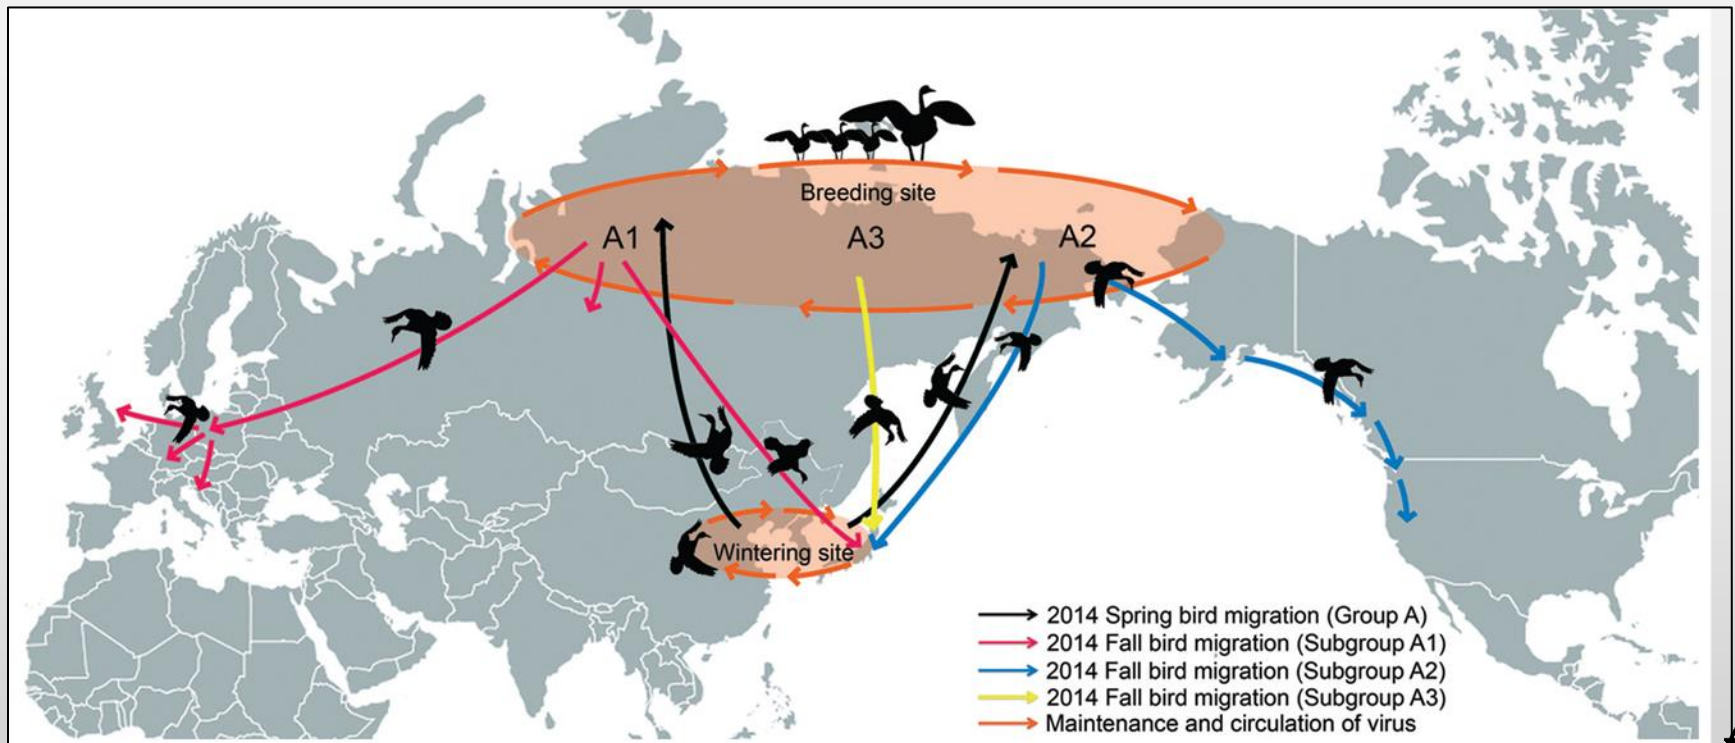 Breeding site
A1
A3
A2
Wintering site
2014 Spring bird migration (Group A)
2014 Fall bird migration (Subgroup A1)
2014 Fall bird migration (Subgroup A2)
2014 Fall bird migration (Subgroup A3)
Maintenance and circulation of virus